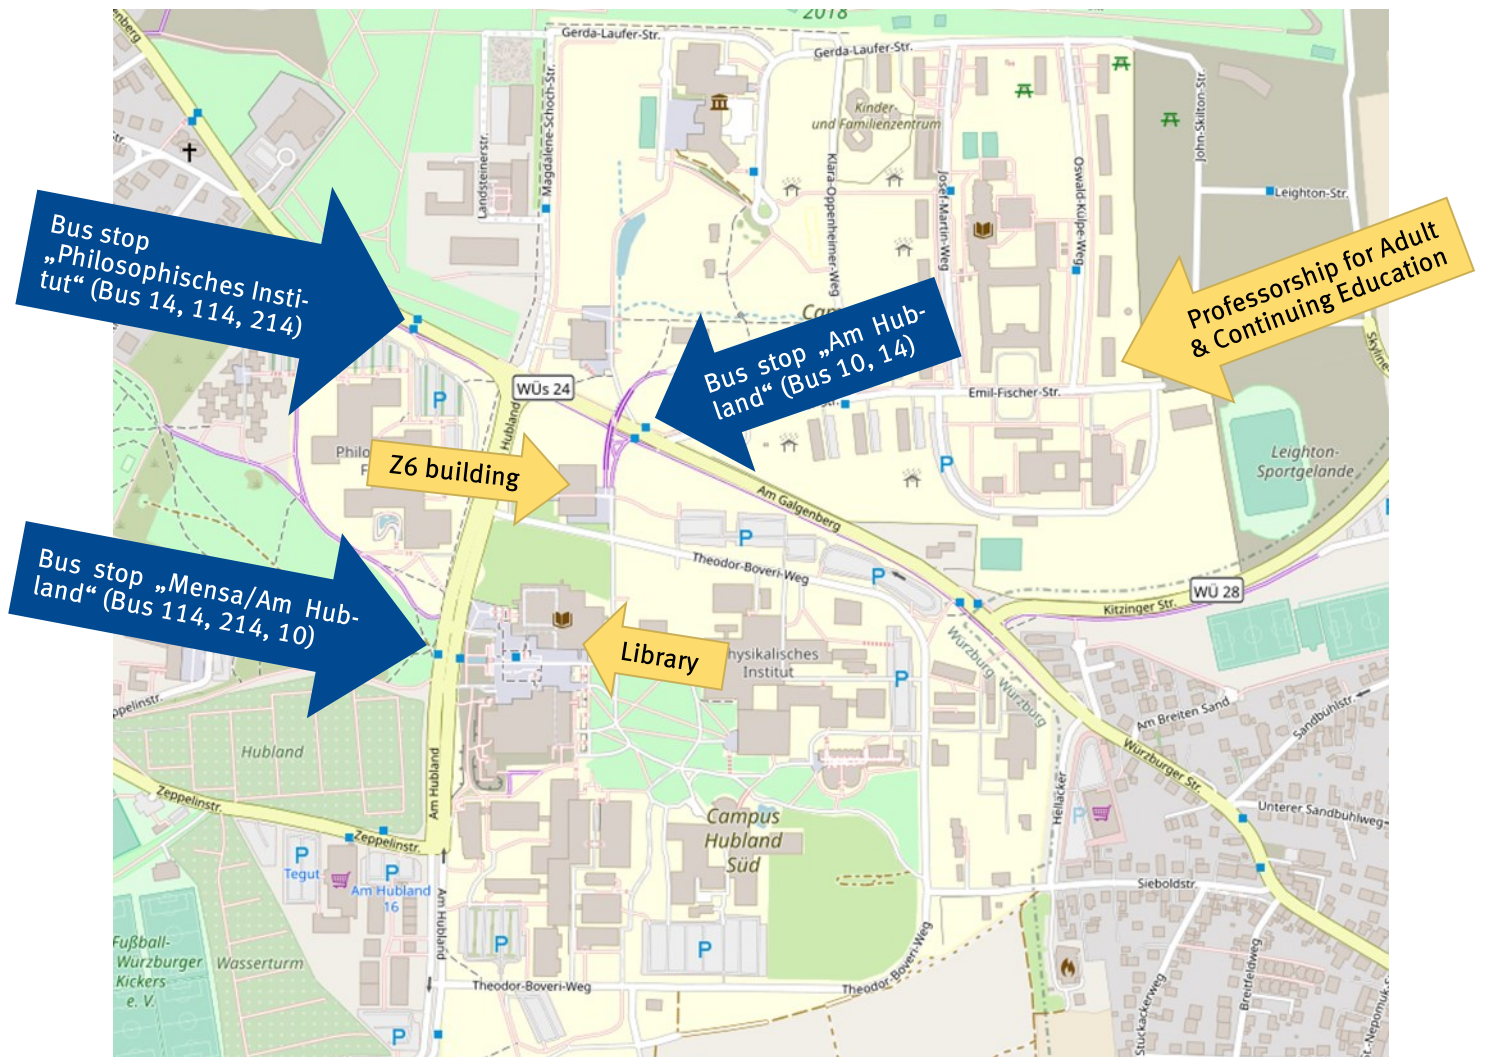 2018
Gerda-Laufer-Str.
Gerda-Laufer-Str.
Magdalene-Schoch-Str.
Landsteinerstr.
Kinder-
und Familienzentrum
Klara-Oppenheimer-Weg
Josef-Martin-Weg
Oswald-Külpe-Weg
John-Skilton-Str.
Leighton-Str.
Bus stop
„Philosophisches Insti-
tut“ (Bus 14, 114, 214)
Professorship for Adult
& Continuing Education
Bus stop „Am Hub-
land“ (Bus 10, 14)
WÜs 24
P
Emil-Fischer-Str.
Hubland
Z6 building
P
Leighton-
Sportgelände
Am Galgenberg
P
Theodor-Boveri-Weg
P
WÜ 28
Kitzinger Str.
Bus stop „Mensa/Am Hub-
land“ (Bus 114, 214, 10)
Library
Institut
P
Würzburg
Würzburg
Am Breiten Sand
Sandbühlstr.
Hubland
Am Hubland
Würzburger Str.
Zeppelinstr.
Zeppelinstr.
Hellacker
P
Unterer Sandbühlweg
Campus
Hubland
Süd
P
Tegut
P
Am Hubland
16
Am Hubland
Sieboldstr.
Fußball-
Würzburger
Kickers
e. V.
Wasserturm
P
P
Theodor-Boveri-Weg
Theodor-Boveri-Weg
Theodor-Boveri-Weg
P
Stuckackerweg
Breitfeldweg